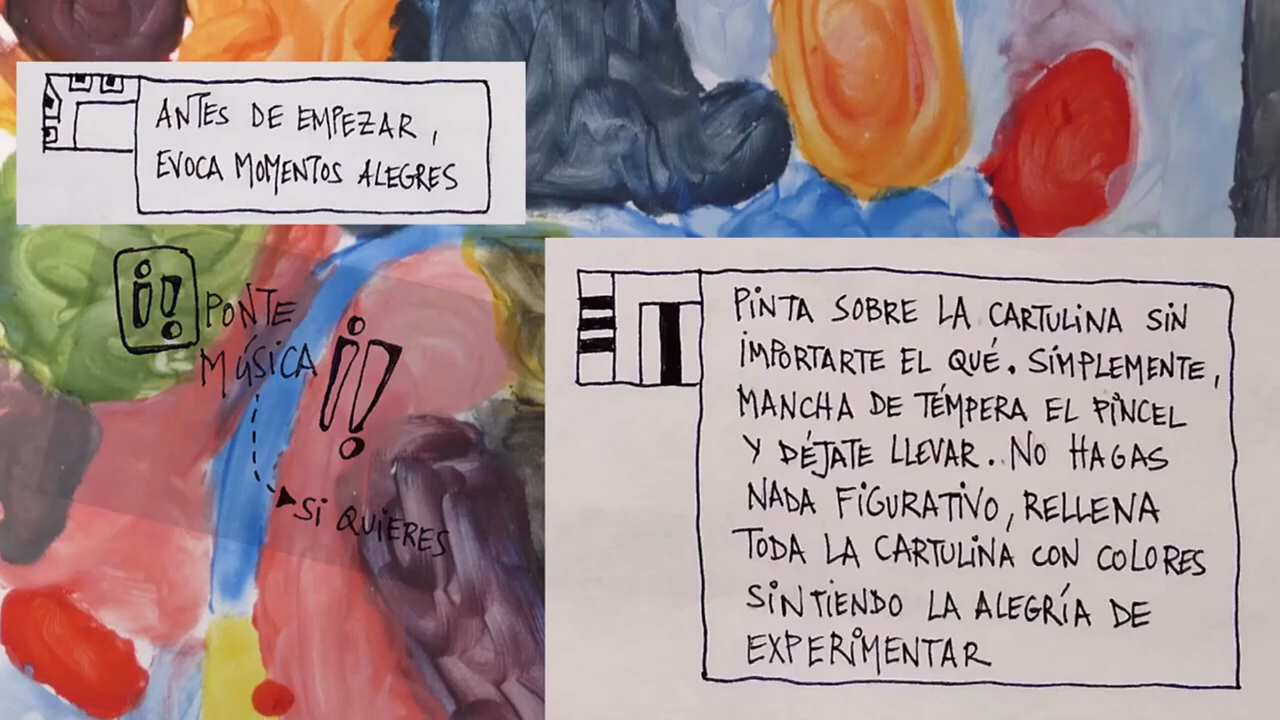 ANTES DE EMPEZAR,
EVOCA MOMENTOS ALEGRES
¡! PONTE
MÚSICA ¡!
SI QUIERES
PINTA SOBRE LA CARTULINA SIN
IMPORTARTE EL QUÉ. SIMPLEMENTE,
MANCHA DE TÉMPERA EL PINCEL
Y DÉJATE LLEVAR. NO HAGAS
NADA FIGURATIVO, RELLENA
TODA LA CARTULINA CON COLORES
SINTIENDO LA ALEGRÍA DE
EXPERIMENTAR